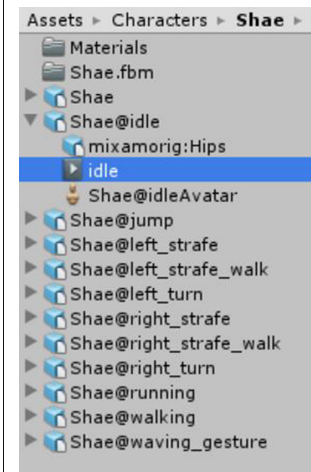 Assets ▸ Characters ▸ Shae ▸
Materials
Shae.fbm
Shae
Shae@idle
mixamorig:Hips
idle
Shae@idleAvatar
Shae@jump
Shae@left_strafe
Shae@left_strafe_walk
Shae@left_turn
Shae@right_strafe
Shae@right_strafe_walk
Shae@right_turn
Shae@running
Shae@walking
Shae@waving_gesture